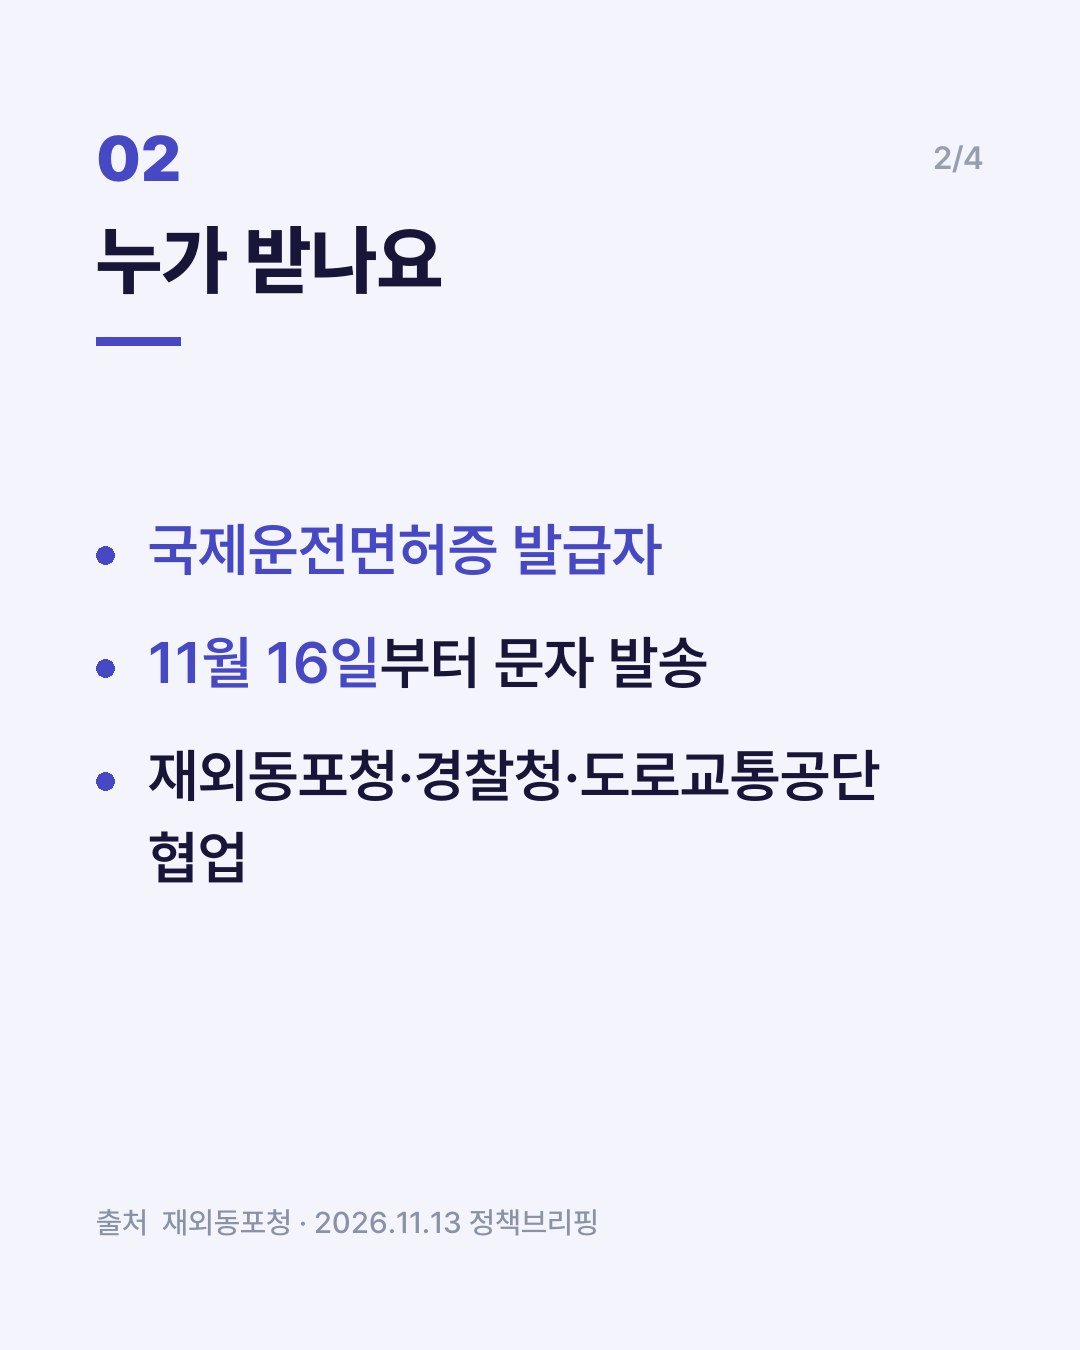 02
2/4
누가 받나요
국제운전면허증 발급자
11월 16일부터 문자 발송
재외동포청·경찰청·도로교통공단
협업
출처 재외동포청 · 2026.11.13 정책브리핑